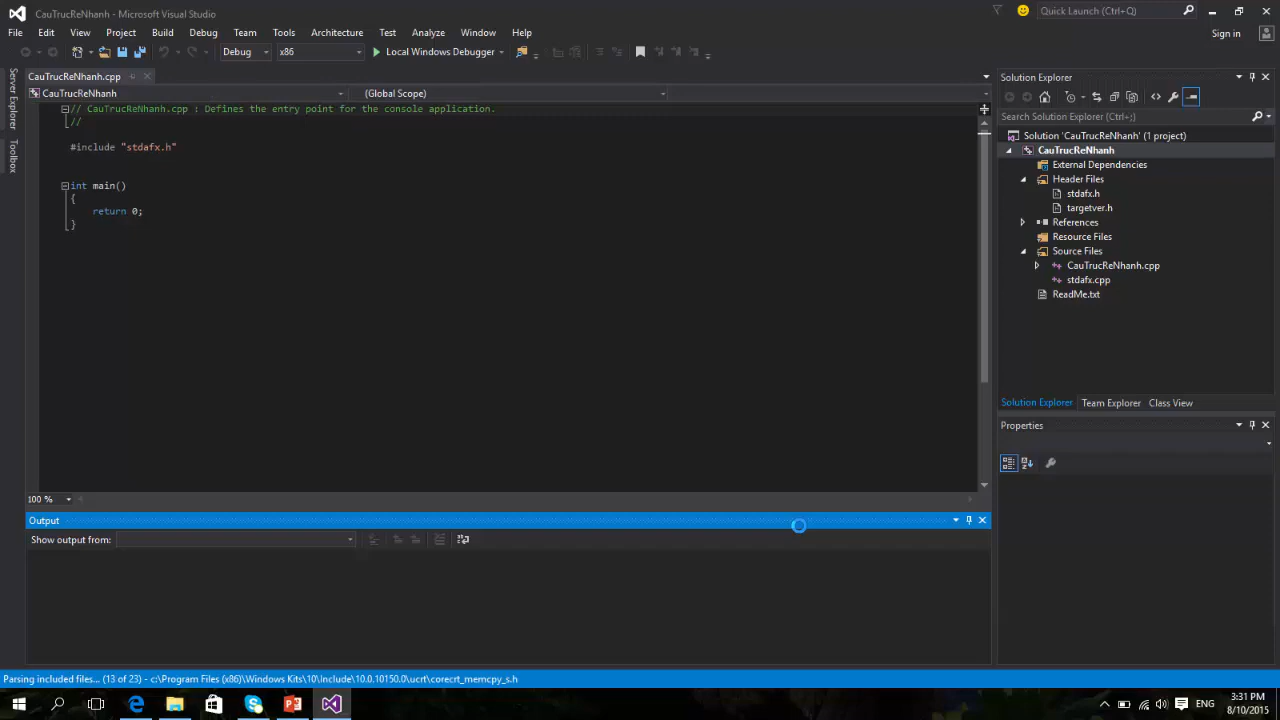 CauTrucReNhanh - Microsoft Visual Studio
Quick Launch (Ctrl+Q)
File Edit View Project Build Debug Team Tools Architecture Test Analyze Window Help
Sign in
Debug x86 Local Windows Debugger
Server Explorer
Toolbox
CauTrucReNhanh.cpp
CauTrucReNhanh (Global Scope)
// CauTrucReNhanh.cpp : Defines the entry point for the console application.
//
#include "stdafx.h"
int main()
{
return 0;
}
100 %
Output
Show output from:
Solution Explorer
Search Solution Explorer (Ctrl+;)
Solution 'CauTrucReNhanh' (1 project)
CauTrucReNhanh
External Dependencies
Header Files
stdafx.h
targetver.h
References
Resource Files
Source Files
CauTrucReNhanh.cpp
stdafx.cpp
ReadMe.txt
Solution Explorer Team Explorer Class View
Properties
Parsing included files... (13 of 23) - c:\Program Files (x86)\Windows Kits\10\Include\10.0.10150.0\ucrt\corecrt_memcpy_s.h
ENG
3:31 PM
8/10/2015